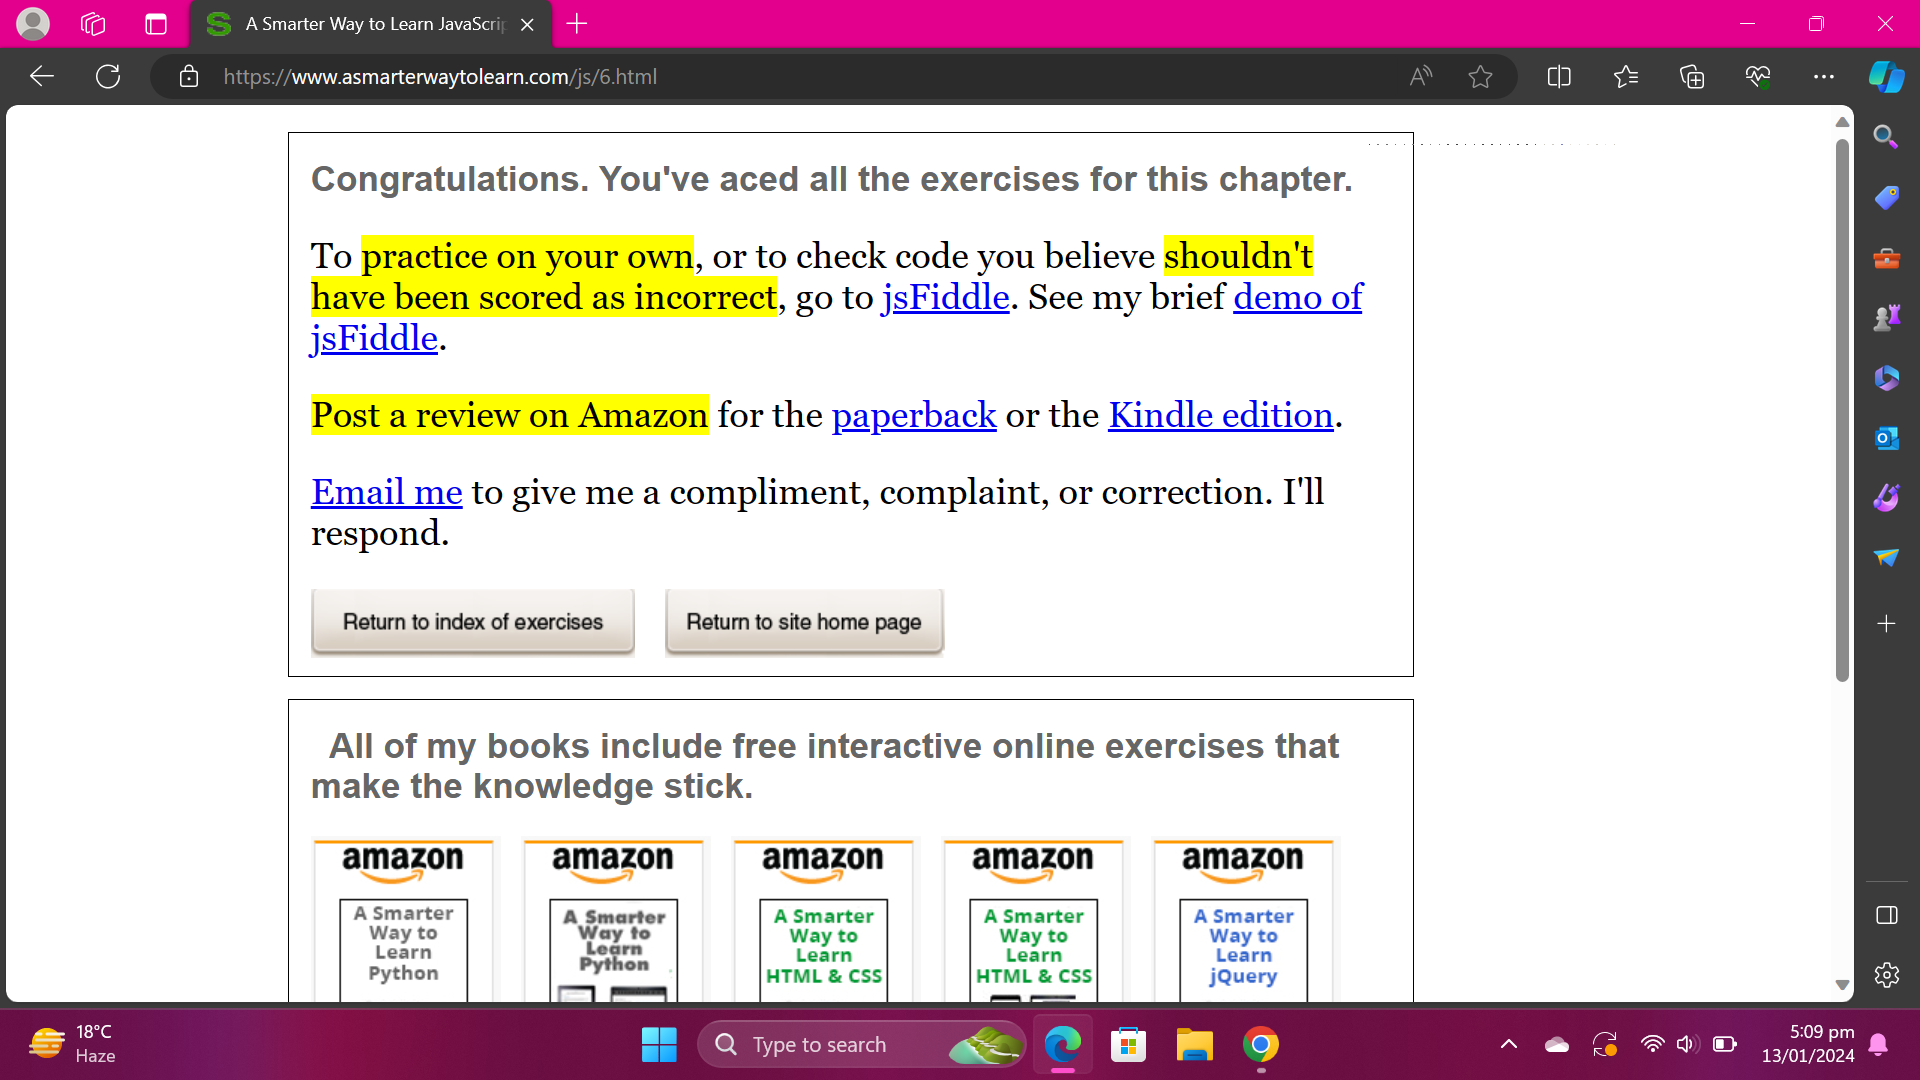 A Smarter Way to Learn JavaScrip
https://www.asmarterwaytolearn.com/js/6.html
Congratulations. You've aced all the exercises for this chapter.
To practice on your own, or to check code you believe shouldn't
have been scored as incorrect, go to jsFiddle. See my brief demo of
jsFiddle.
Post a review on Amazon for the paperback or the Kindle edition.
Email me to give me a compliment, complaint, or correction. I'll
respond.
Return to index of exercises Return to site home page
All of my books include free interactive online exercises that
make the knowledge stick.
amazon amazon amazon amazon amazon
A Smarter A Smarter A Smarter A Smarter A Smarter
Way to Way to Way to Way to Way to
Learn Learn Learn Learn Learn
Python Python HTML & CSS HTML & CSS jQuery
18°C
Haze
Type to search
5:09 pm
13/01/2024